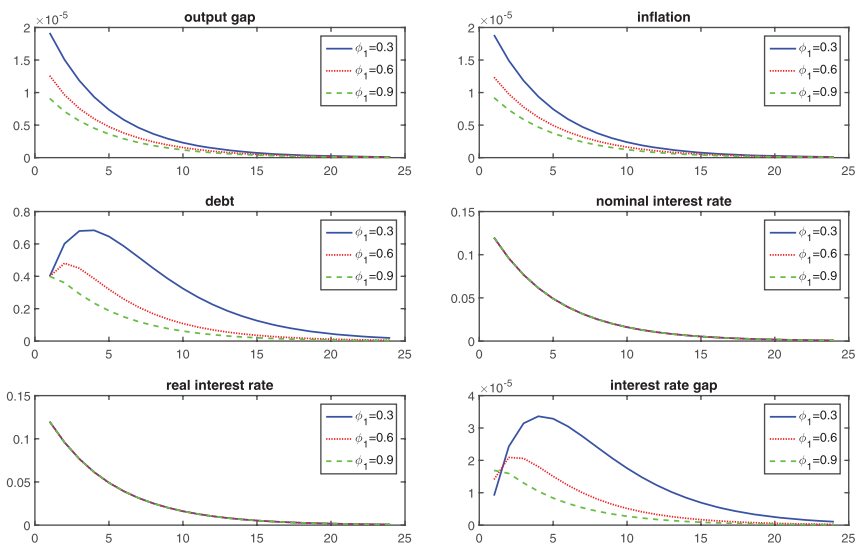 output gap
×10⁻⁵
2
1.5
1
0.5
0
0 5 10 15 20 25
ϕ₁=0.3
ϕ₁=0.6
ϕ₁=0.9
inflation
×10⁻⁵
2
1.5
1
0.5
0
0 5 10 15 20 25
ϕ₁=0.3
ϕ₁=0.6
ϕ₁=0.9
debt
0.8
0.6
0.4
0.2
0
0 5 10 15 20 25
ϕ₁=0.3
ϕ₁=0.6
ϕ₁=0.9
nominal interest rate
0.15
0.1
0.05
0
0 5 10 15 20 25
ϕ₁=0.3
ϕ₁=0.6
ϕ₁=0.9
real interest rate
0.15
0.1
0.05
0
0 5 10 15 20 25
ϕ₁=0.3
ϕ₁=0.6
ϕ₁=0.9
interest rate gap
×10⁻⁵
4
3
2
1
0
0 5 10 15 20 25
ϕ₁=0.3
ϕ₁=0.6
ϕ₁=0.9